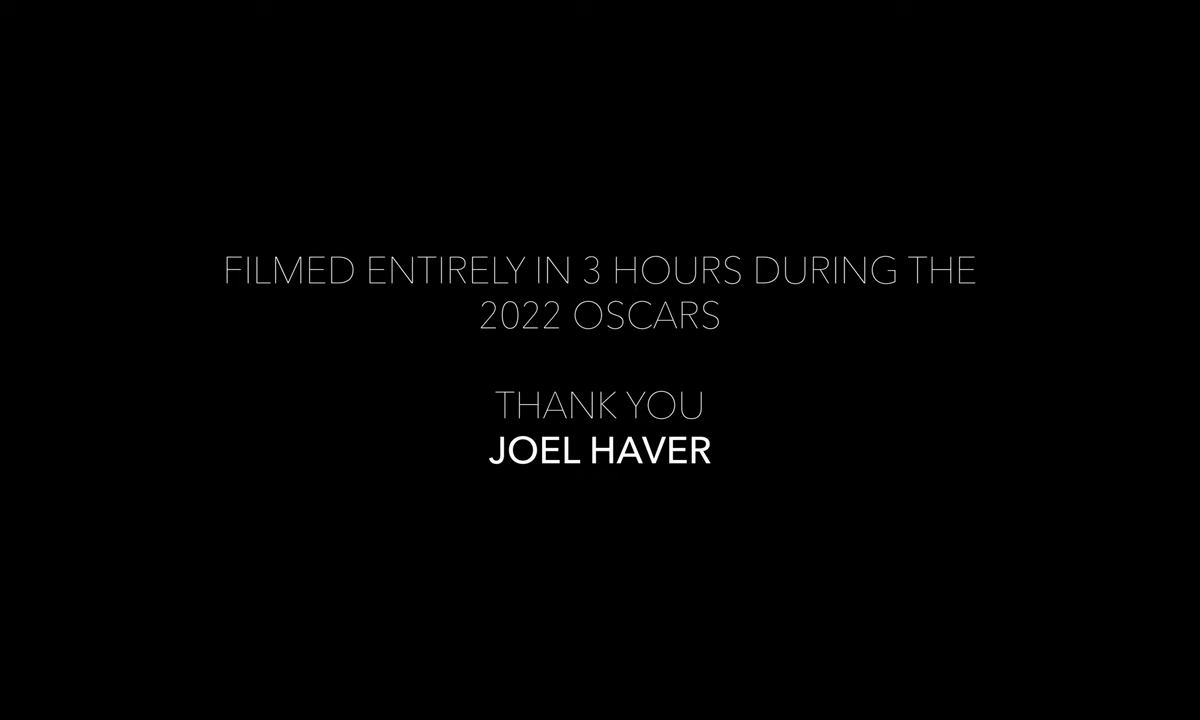 FILMED ENTIRELY IN 3 HOURS DURING THE
2022 OSCARS
THANK YOU
JOEL HAVER